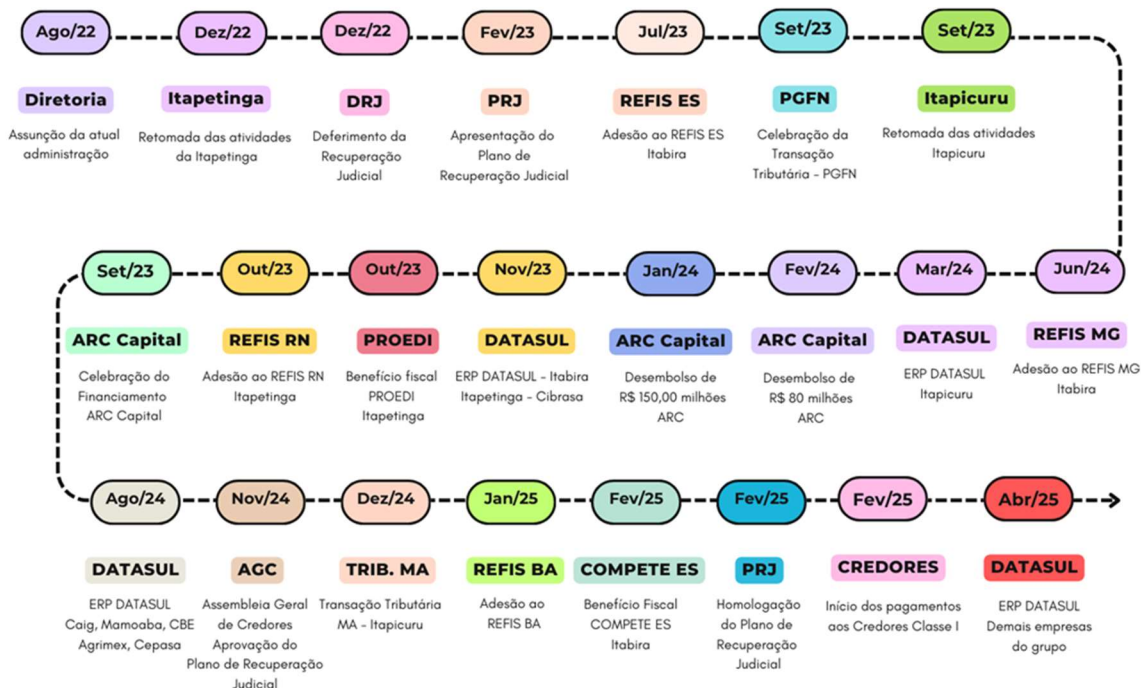 Ago/22
Dez/22
Dez/22
Fev/23
Jul/23
Set/23
Set/23
Diretoria
Assunção da atual
administração
Itapetinga
Retomada das atividades
da Itapetinga
DRJ
Deferimento da
Recuperação
Judicial
PRJ
Apresentação do
Plano de
Recuperação Judicial
REFIS ES
Adesão ao REFIS ES
Itabira
PGFN
Celebração da
Transação
Tributária - PGFN
Itapicuru
Retomada das atividades
Itapicuru
Set/23
Out/23
Out/23
Nov/23
Jan/24
Fev/24
Mar/24
Jun/24
ARC Capital
Celebração do
Financiamento
ARC Capital
REFIS RN
Adesão ao REFIS RN
Itapetinga
PROEDI
Benefício fiscal
PROEDI
Itapetinga
DATASUL
ERP DATASUL - Itabira
Itapetinga - Cibrasa
ARC Capital
Desembolso de
R$ 150,00 milhões
ARC
ARC Capital
Desembolso de
R$ 80 milhões
ARC
DATASUL
ERP DATASUL
Itapicuru
REFIS MG
Adesão ao REFIS MG
Itabira
Ago/24
Nov/24
Dez/24
Jan/25
Fev/25
Fev/25
Fev/25
Abr/25
DATASUL
ERP DATASUL
Caig, Mamoaba, CBE
Agrimex, Cepasa
AGC
Assembleia Geral
de Credores
Aprovação do
Plano de Recuperação
Judicial
TRIB. MA
Transação Tributária
MA - Itapicuru
REFIS BA
Adesão ao
REFIS BA
COMPETE ES
Benefício Fiscal
COMPETE ES
Itabira
PRJ
Homologação
do Plano de
Recuperação
Judicial
CREDORES
Início dos pagamentos
aos Credores Classe I
DATASUL
ERP DATASUL
Demais empresas
do grupo